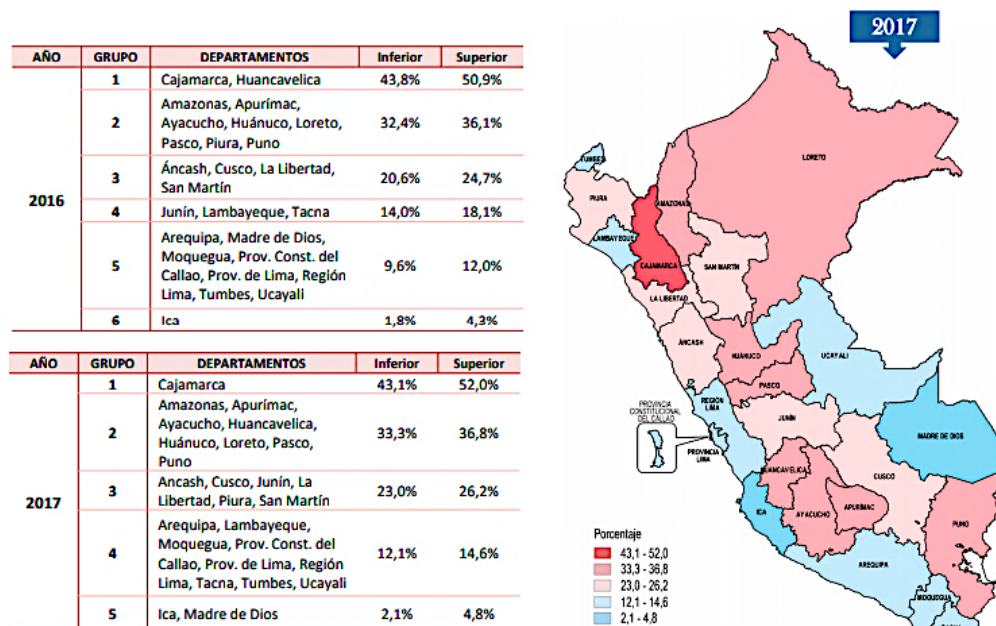 AÑO GRUPO DEPARTAMENTOS Inferior Superior
2016
1 Cajamarca, Huancavelica 43,8% 50,9%
2 Amazonas, Apurímac,
Ayacucho, Huánuco, Loreto,
Pasco, Piura, Puno 32,4% 36,1%
3 Áncash, Cusco, La Libertad,
San Martín 20,6% 24,7%
4 Junín, Lambayeque, Tacna 14,0% 18,1%
5 Arequipa, Madre de Dios,
Moquegua, Prov. Const. del
Callao, Prov. de Lima, Región
Lima, Tumbes, Ucayali 9,6% 12,0%
6 Ica 1,8% 4,3%
AÑO GRUPO DEPARTAMENTOS Inferior Superior
2017
1 Cajamarca 43,1% 52,0%
2 Amazonas, Apurímac,
Ayacucho, Huancavelica,
Huánuco, Loreto, Pasco,
Puno 33,3% 36,8%
3 Ancash, Cusco, Junín, La
Libertad, Piura, San Martín 23,0% 26,2%
4 Arequipa, Lambayeque,
Moquegua, Prov. Const. del
Callao, Prov. de Lima, Región
Lima, Tacna, Tumbes, Ucayali 12,1% 14,6%
5 Ica, Madre de Dios 2,1% 4,8%
2017
LORETO
TUMBES
PIURA
AMAZONAS
LAMBAYEQUE
CAJAMARCA
SAN MARTÍN
LA LIBERTAD
ÁNCASH
HUÁNUCO
UCAYALI
PASCO
REGIÓN
LIMA
PROVINCIA
CONSTITUCIONAL
DEL CALLAO
JUNÍN
PROVINCIA
LIMA
MADRE DE DIOS
HUANCAVELICA
CUSCO
ICA
AYACUCHO
APURÍMAC
PUNO
AREQUIPA
MOQUEGUA
Porcentaje
43,1 - 52,0
33,3 - 36,8
23,0 - 26,2
12,1 - 14,6
2,1 - 4,8